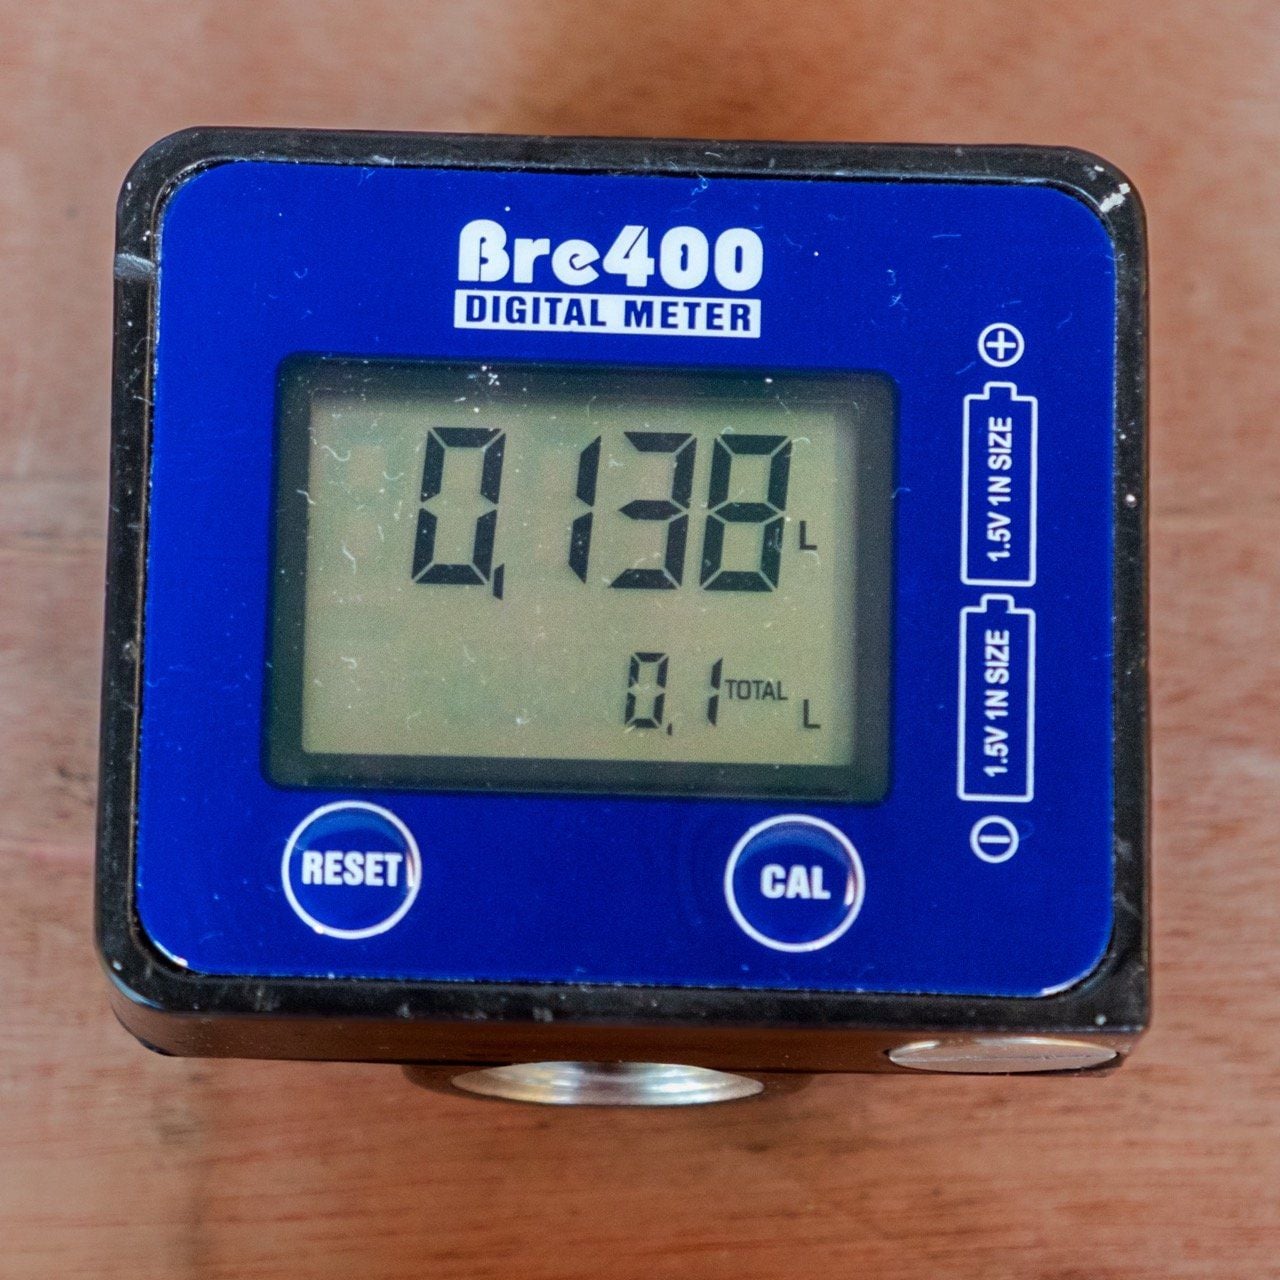 Bre400
DIGITAL METER
0.138 L
0.1 TOTAL L
RESET
CAL
+
1.5V 1N SIZE
1.5V 1N SIZE
−